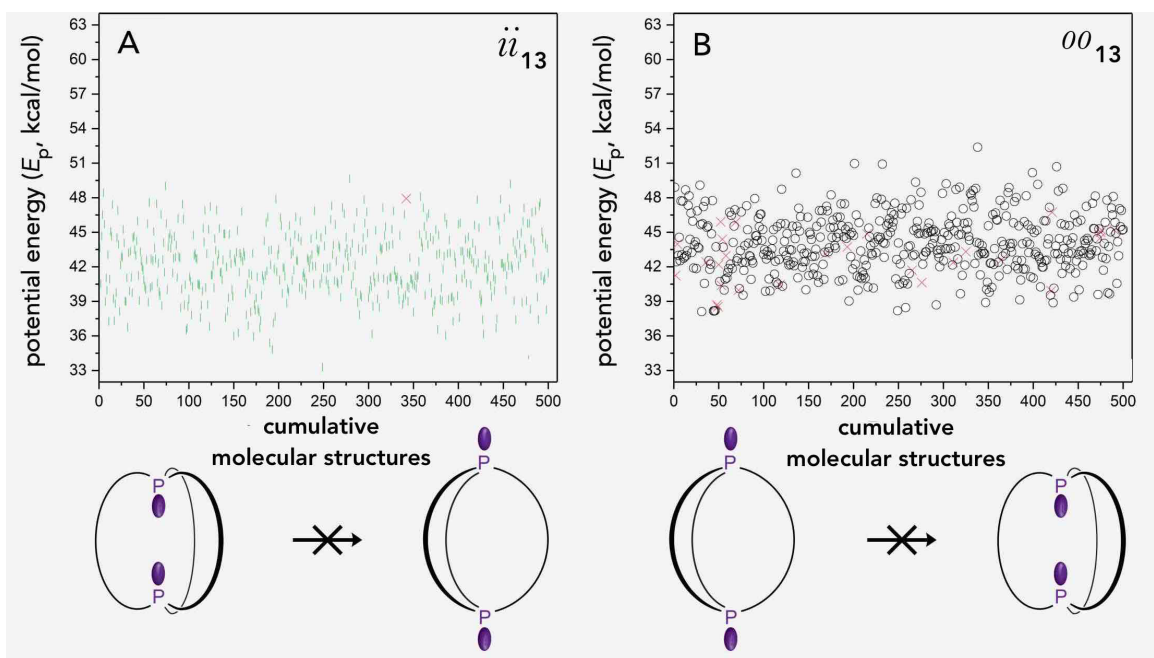 A
ïi13
potential energy (Ep, kcal/mol)
63
60
57
54
51
48
45
42
39
36
33
0 50 100 150 200 250 300 350 400 450 500
cumulative
molecular structures
B
oo13
potential energy (Ep, kcal/mol)
63
60
57
54
51
48
45
42
39
36
33
0 50 100 150 200 250 300 350 400 450 500
cumulative
molecular structures
P
P
P
P
P
P
P
P